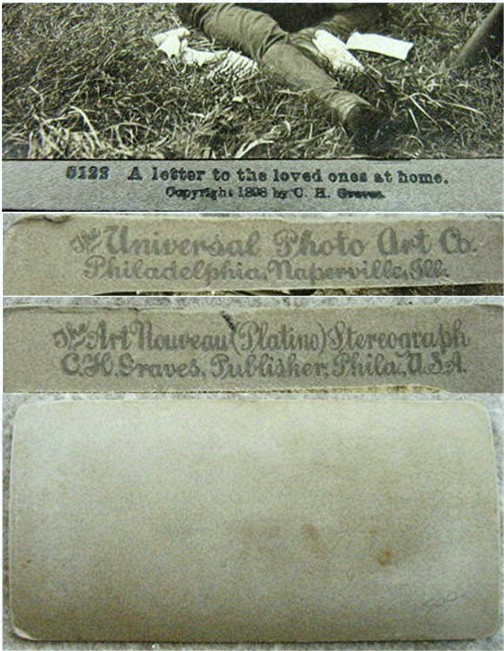 5122 A letter to the loved ones at home.
Copyright 1898 by C. H. Graves.
The Universal Photo Art Co.
Philadelphia, Naperville, Ill.
The Art Nouveau (Platino) Stereograph
C.H. Graves, Publisher, Phila., U.S.A.